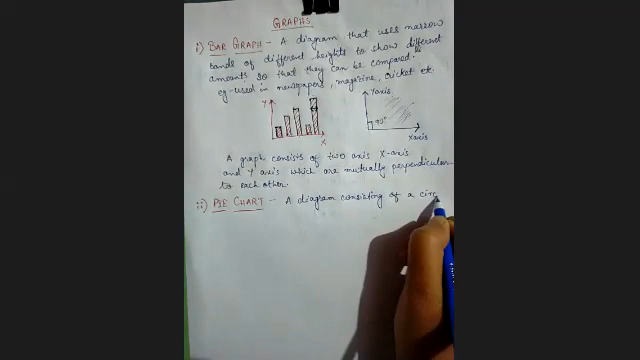 GRAPHS
i) BAR GRAPH - A diagram that uses narrow
bands of different heights to show different
amounts so that they can be compared.
eg- used in newspapers, magazine, cricket etc.
Y
X
Y axis
90°
X axis
A graph consists of two axis X-axis
and Y axis which are mutually perpendicular
to each other.
ii) PIE CHART - A diagram consisting of a circ